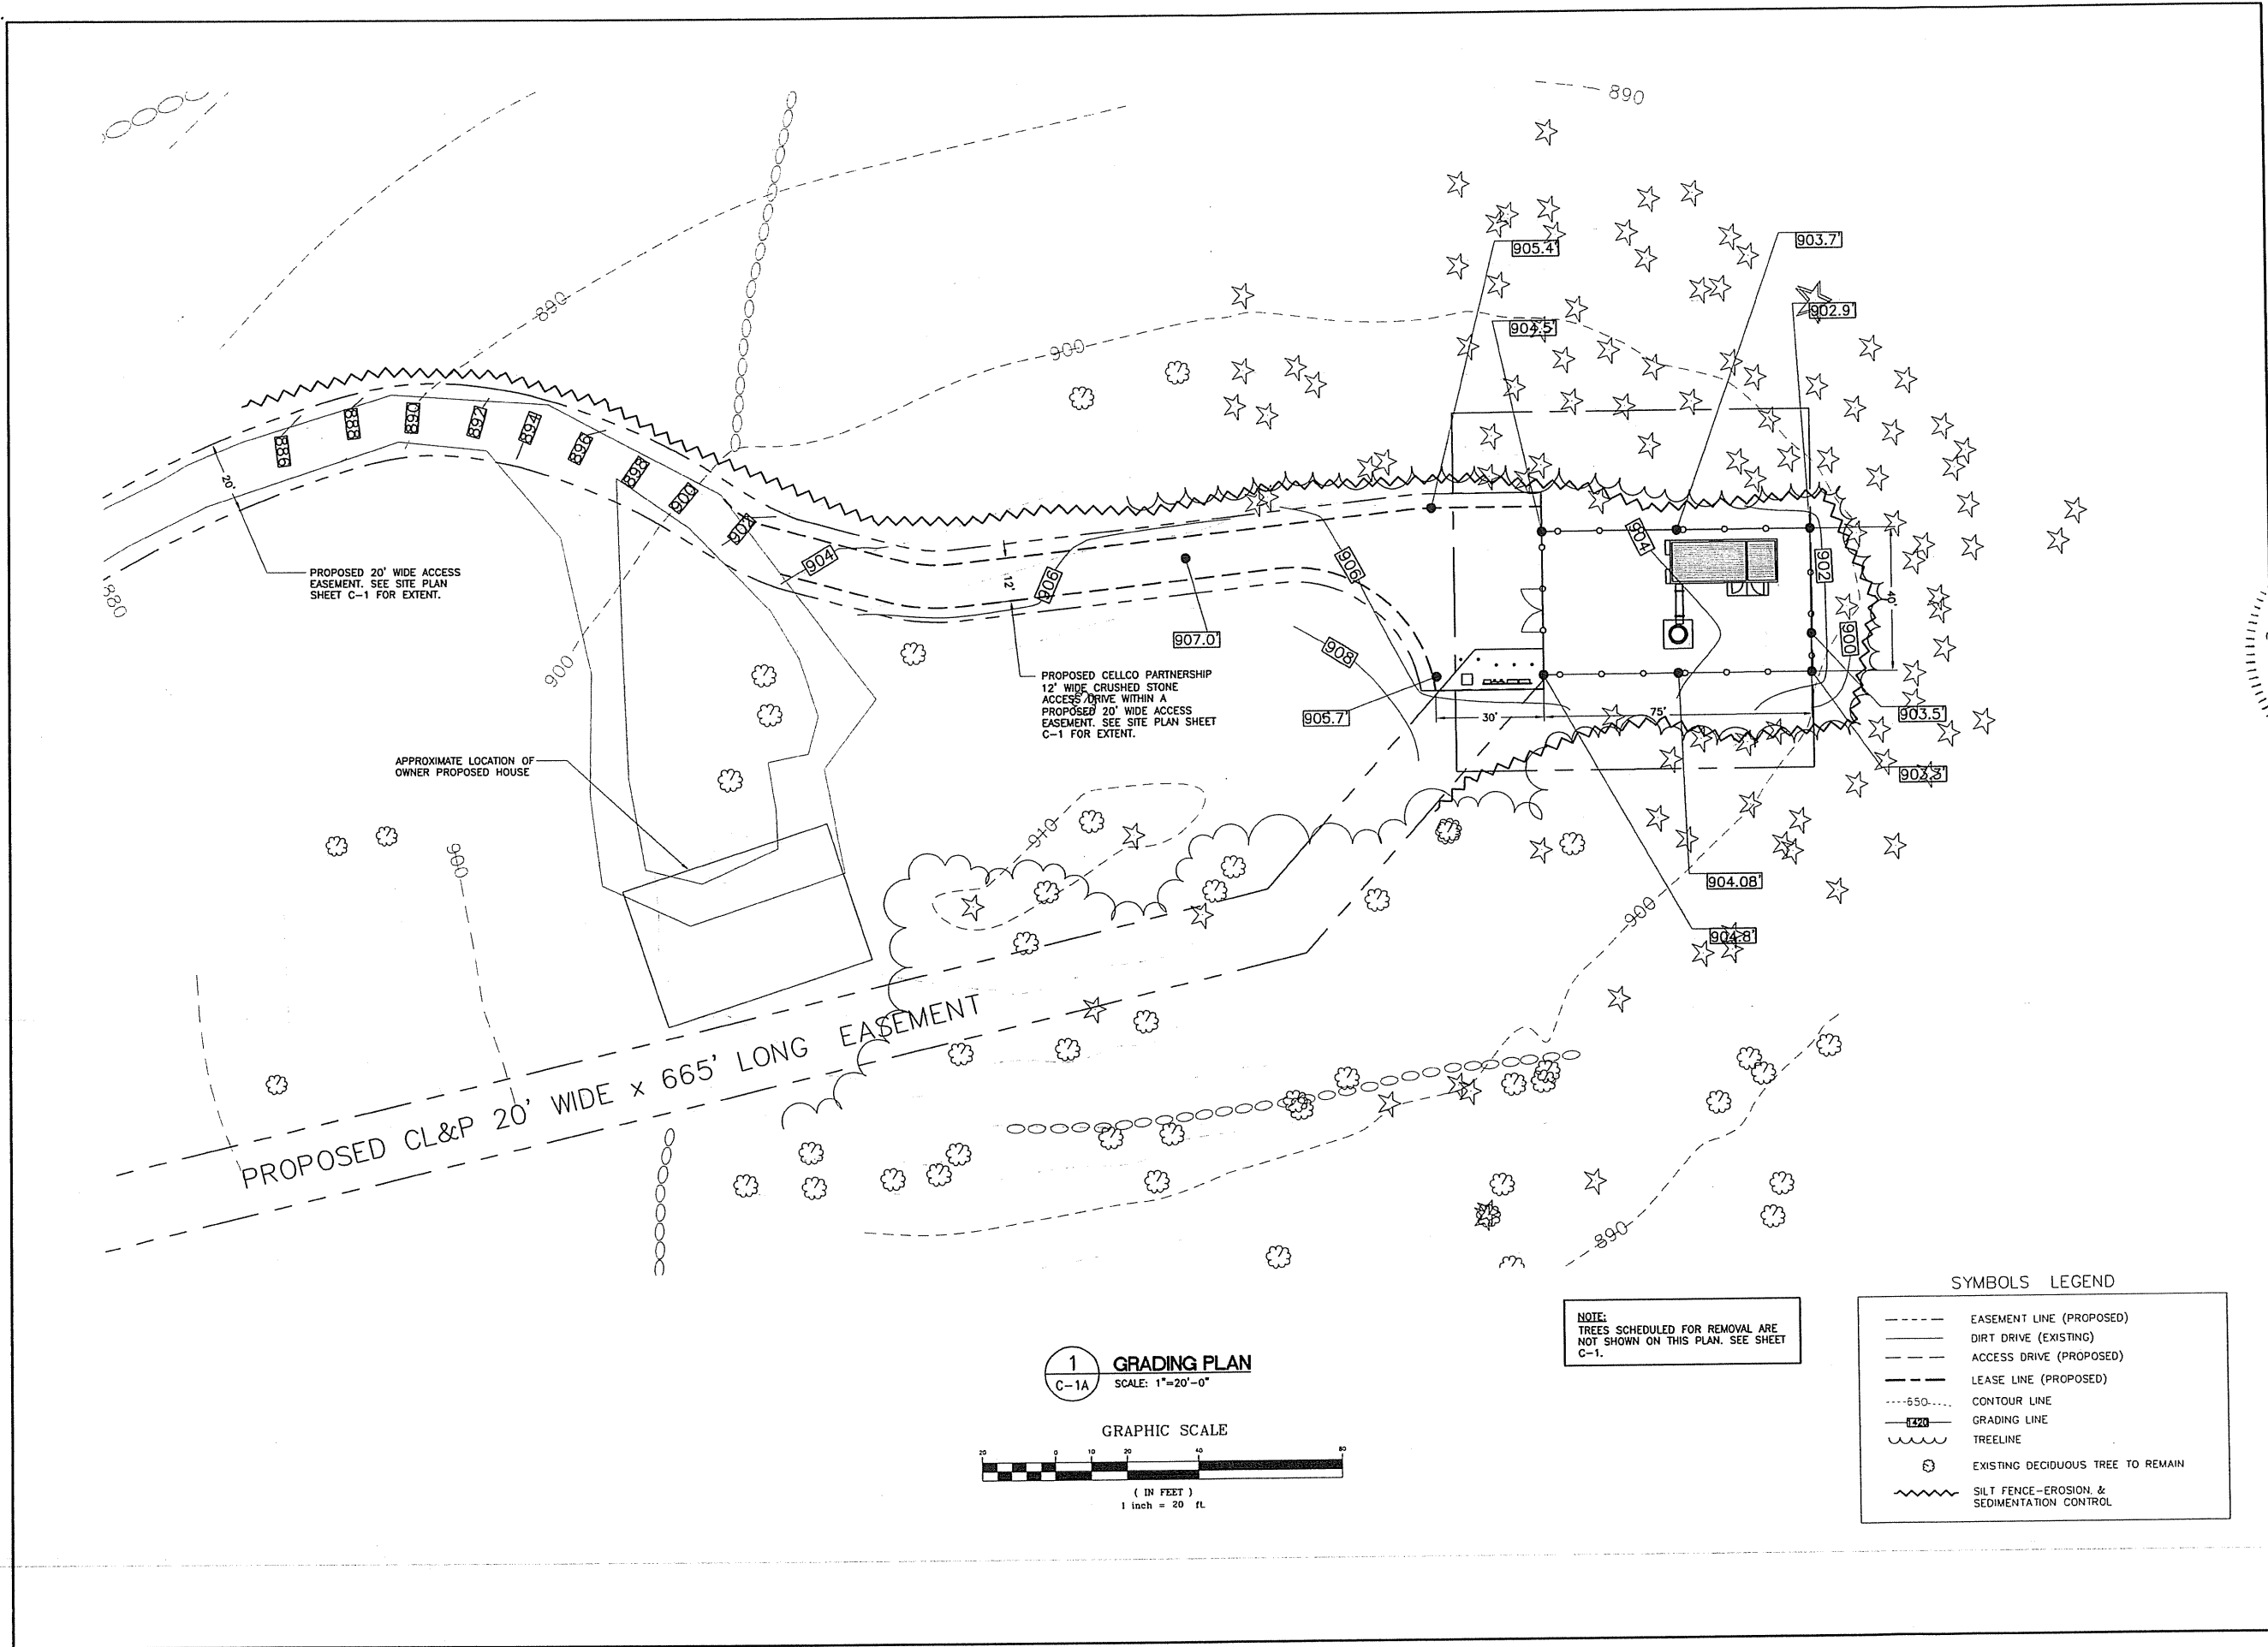 890
905.4'
903.7'
902.9'
904.5'
890
900
886
888
890
892
894
896
898
900
902
904
906
906
904
902
900
20'
12'
40'
880
PROPOSED 20' WIDE ACCESS
EASEMENT. SEE SITE PLAN
SHEET C-1 FOR EXTENT.
907.0'
908
900
PROPOSED CELLCO PARTNERSHIP
12' WIDE CRUSHED STONE
ACCESS DRIVE WITHIN A
PROPOSED 20' WIDE ACCESS
EASEMENT. SEE SITE PLAN SHEET
C-1 FOR EXTENT.
905.7'
30'
75'
903.5'
903.3'
APPROXIMATE LOCATION OF
OWNER PROPOSED HOUSE
910
900
904.08'
900
904.8'
PROPOSED CL&P 20' WIDE x 665' LONG EASEMENT
890
NOTE:
TREES SCHEDULED FOR REMOVAL ARE
NOT SHOWN ON THIS PLAN. SEE SHEET
C-1.
1
C-1A
GRADING PLAN
SCALE: 1"=20'-0"
GRAPHIC SCALE
20 0 10 20 40 80
( IN FEET )
1 inch = 20 ft.
SYMBOLS LEGEND
EASEMENT LINE (PROPOSED)
DIRT DRIVE (EXISTING)
ACCESS DRIVE (PROPOSED)
LEASE LINE (PROPOSED)
650
CONTOUR LINE
1420
GRADING LINE
TREELINE
EXISTING DECIDUOUS TREE TO REMAIN
SILT FENCE-EROSION, &
SEDIMENTATION CONTROL